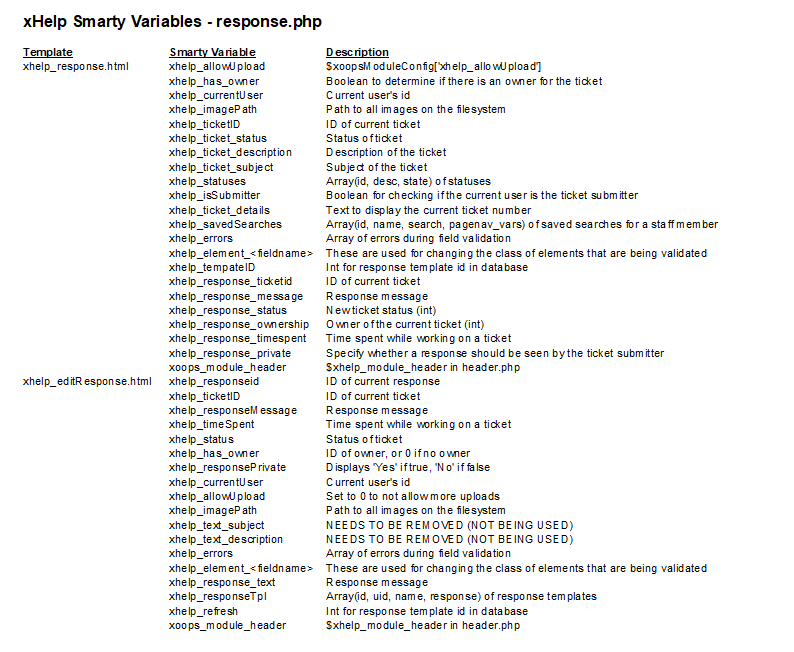 xHelp Smarty Variables - response.php
Template Smarty Variable Description
xhelp_response.html xhelp_allowUpload $xoopsModuleConfig['xhelp_allowUpload']
xhelp_has_owner Boolean to determine if there is an owner for the ticket
xhelp_currentUser Current user's id
xhelp_imagePath Path to all images on the filesystem
xhelp_ticketID ID of current ticket
xhelp_ticket_status Status of ticket
xhelp_ticket_description Description of the ticket
xhelp_ticket_subject Subject of the ticket
xhelp_statuses Array(id, desc, state) of statuses
xhelp_isSubmitter Boolean for checking if the current user is the ticket submitter
xhelp_ticket_details Text to display the current ticket number
xhelp_savedSearches Array(id, name, search, pagenav_vars) of saved searches for a staff member
xhelp_errors Array of errors during field validation
xhelp_element_<fieldname> These are used for changing the class of elements that are being validated
xhelp_tempateID Int for response template id in database
xhelp_response_ticketid ID of current ticket
xhelp_response_message Response message
xhelp_response_status New ticket status (int)
xhelp_response_ownership Owner of the current ticket (int)
xhelp_response_timespent Time spent while working on a ticket
xhelp_response_private Specify whether a response should be seen by the ticket submitter
xoops_module_header $xhelp_module_header in header.php
xhelp_editResponse.html xhelp_responseid ID of current response
xhelp_ticketID ID of current ticket
xhelp_responseMessage Response message
xhelp_timeSpent Time spent while working on a ticket
xhelp_status Status of ticket
xhelp_has_owner ID of owner, or 0 if no owner
xhelp_responsePrivate Displays 'Yes' if true, 'No' if false
xhelp_currentUser Current user's id
xhelp_allowUpload Set to 0 to not allow more uploads
xhelp_imagePath Path to all images on the filesystem
xhelp_text_subject NEEDS TO BE REMOVED (NOT BEING USED)
xhelp_text_description NEEDS TO BE REMOVED (NOT BEING USED)
xhelp_errors Array of errors during field validation
xhelp_element_<fieldname> These are used for changing the class of elements that are being validated
xhelp_response_text Response message
xhelp_responseTpl Array(id, uid, name, response) of response templates
xhelp_refresh Int for response template id in database
xoops_module_header $xhelp_module_header in header.php